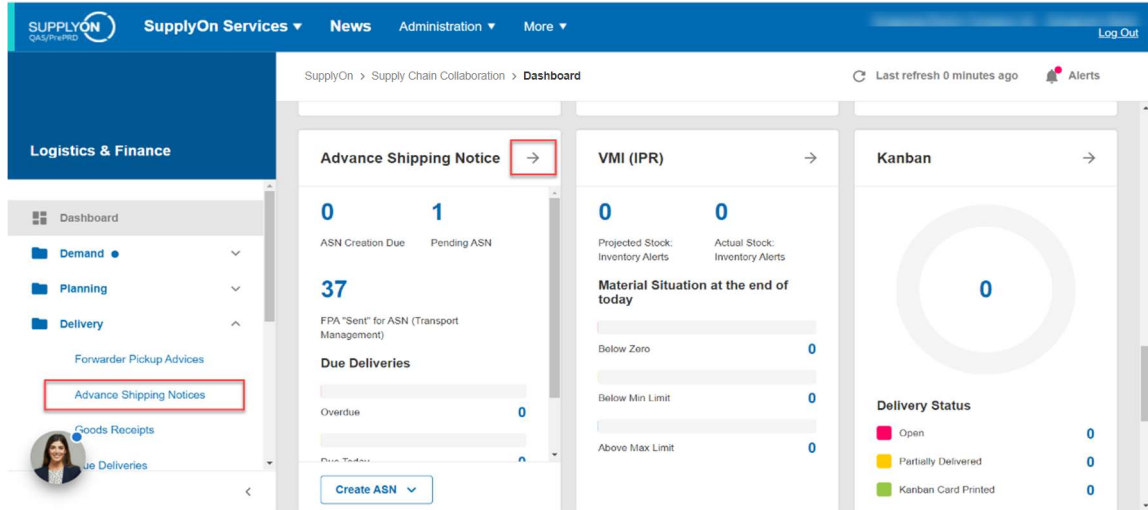 SUPPLYON
QAS/PrePRD
SupplyOn Services ▾ News Administration ▾ More ▾
Log Out
SupplyOn > Supply Chain Collaboration > Dashboard
Last refresh 0 minutes ago
Alerts
Logistics & Finance
Dashboard
Demand
Planning
Delivery
Forwarder Pickup Advices
Advance Shipping Notices
Goods Receipts
ue Deliveries
Advance Shipping Notice →
0 1
ASN Creation Due Pending ASN
37
FPA "Sent" for ASN (Transport
Management)
Due Deliveries
Overdue 0
Due Today 0
Create ASN
VMI (IPR) →
0 0
Projected Stock: Actual Stock:
Inventory Alerts Inventory Alerts
Material Situation at the end of
today
Below Zero 0
Below Min Limit 0
Above Max Limit 0
Kanban →
0
Delivery Status
Open 0
Partially Delivered 0
Kanban Card Printed 0